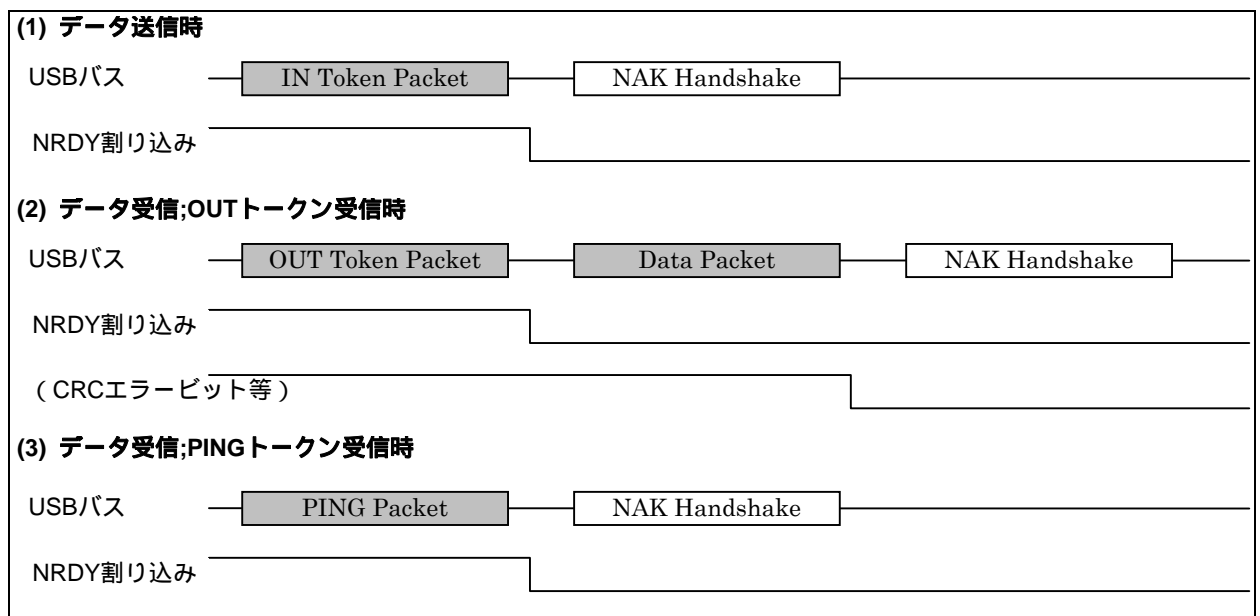 (1) データ送信時
USBバス IN Token Packet NAK Handshake
NRDY割り込み
(2) データ受信;OUTトークン受信時
USBバス OUT Token Packet Data Packet NAK Handshake
NRDY割り込み
（CRCエラービット等）
(3) データ受信;PINGトークン受信時
USBバス PING Packet NAK Handshake
NRDY割り込み